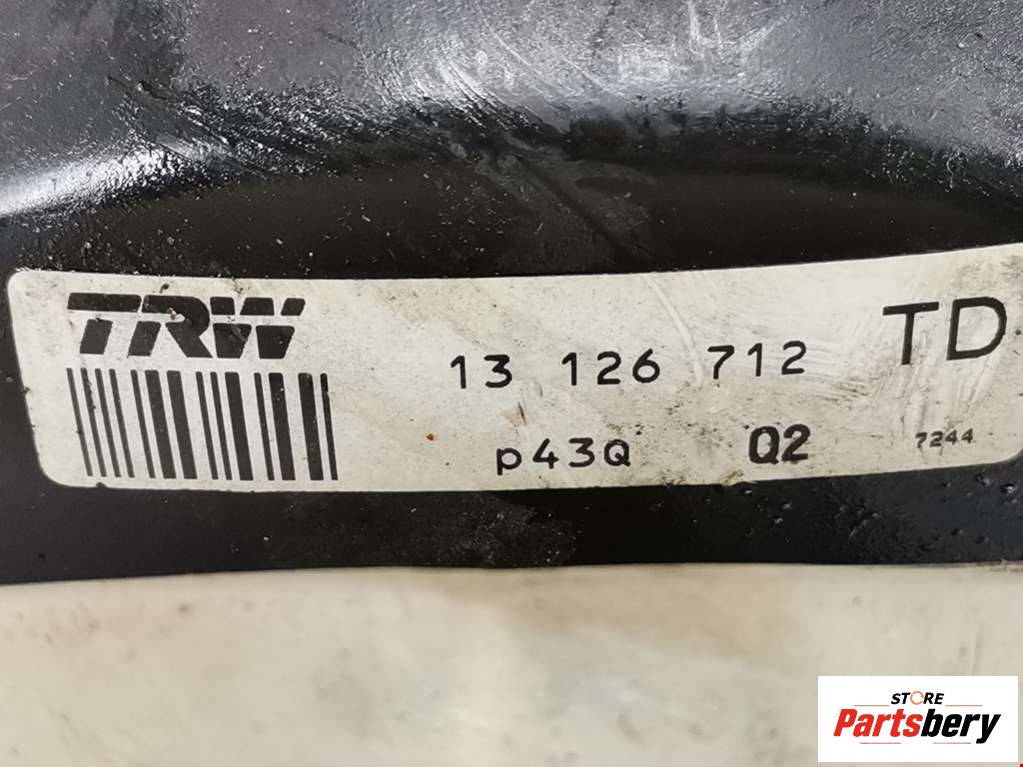 TRW
13 126 712 TD
p43Q Q2 7244
STORE
Partsbery